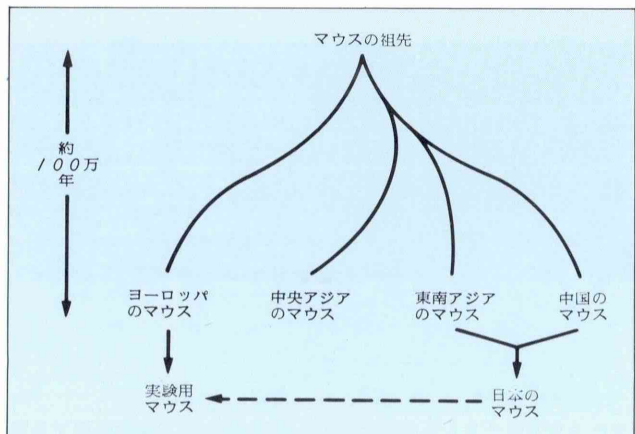 マウスの祖先
約
100万
年
ヨーロッパ
のマウス
中央アジア
のマウス
東南アジア
のマウス
中国の
マウス
実験用
マウス
日本の
マウス